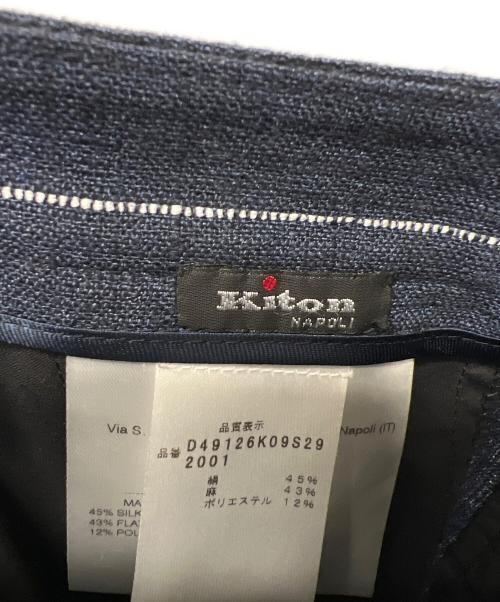 Kiton
NAPOLI
品質表示
Via S.
Napoli (IT)
品番 D49126K09S29
2001
絹 45%
麻 43%
ポリエステル 12%
45% SILK
43% FLA
12% POL